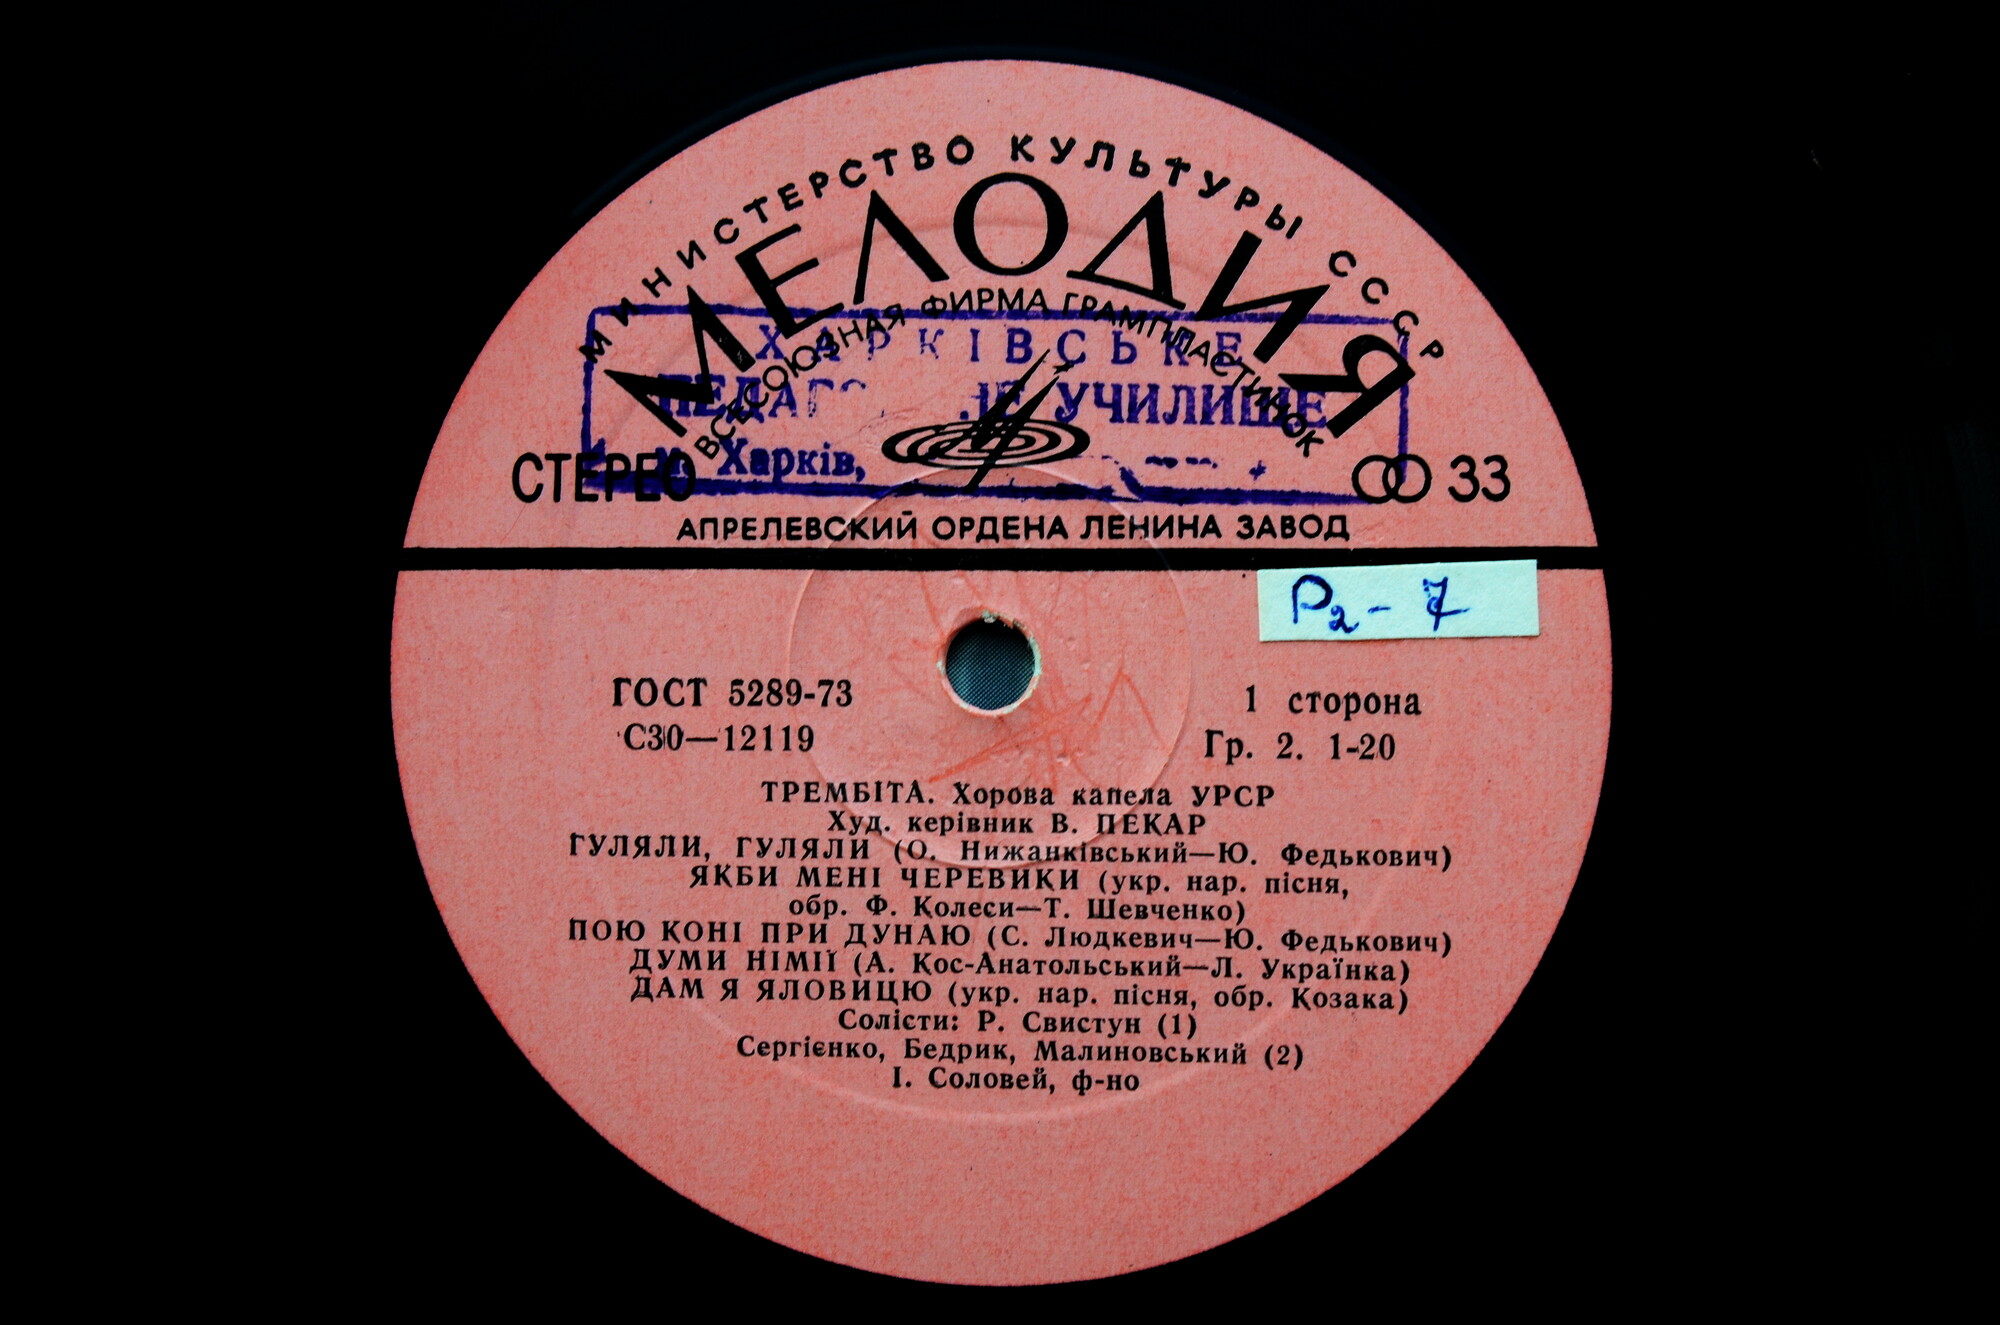 МИНИСТЕРСТВО КУЛЬТУРЫ СССР
МЕЛОДИЯ
ВСЕСОЮЗНАЯ ФИРМА ГРАМПЛАСТИНОК
ХАРКІВСЬКЕ
УЧИЛИЩЕ
м. Харків,
СТЕРЕО 33
АПРЕЛЕВСКИЙ ОРДЕНА ЛЕНИНА ЗАВОД
P2-7
ГОСТ 5289-73 1 сторона
С30—12119 Гр. 2. 1-20
ТРЕМБІТА. Хорова капела УРСР
Худ. керівник В. ПЕКАР
ГУЛЯЛИ, ГУЛЯЛИ (О. Нижанківський—Ю. Федькович)
ЯКБИ МЕНІ ЧЕРЕВИКИ (укр. нар. пісня,
обр. Ф. Колеси—Т. Шевченко)
ПОЮ КОНІ ПРИ ДУНАЮ (С. Людкевич—Ю. Федькович)
ДУМИ НІМІЇ (А. Кос-Анатольський—Л. Українка)
ДАМ Я ЯЛОВИЦЮ (укр. нар. пісня, обр. Козака)
Солісти: Р. Свистун (1)
Сергієнко, Бедрик, Малиновський (2)
І. Соловей, ф-но